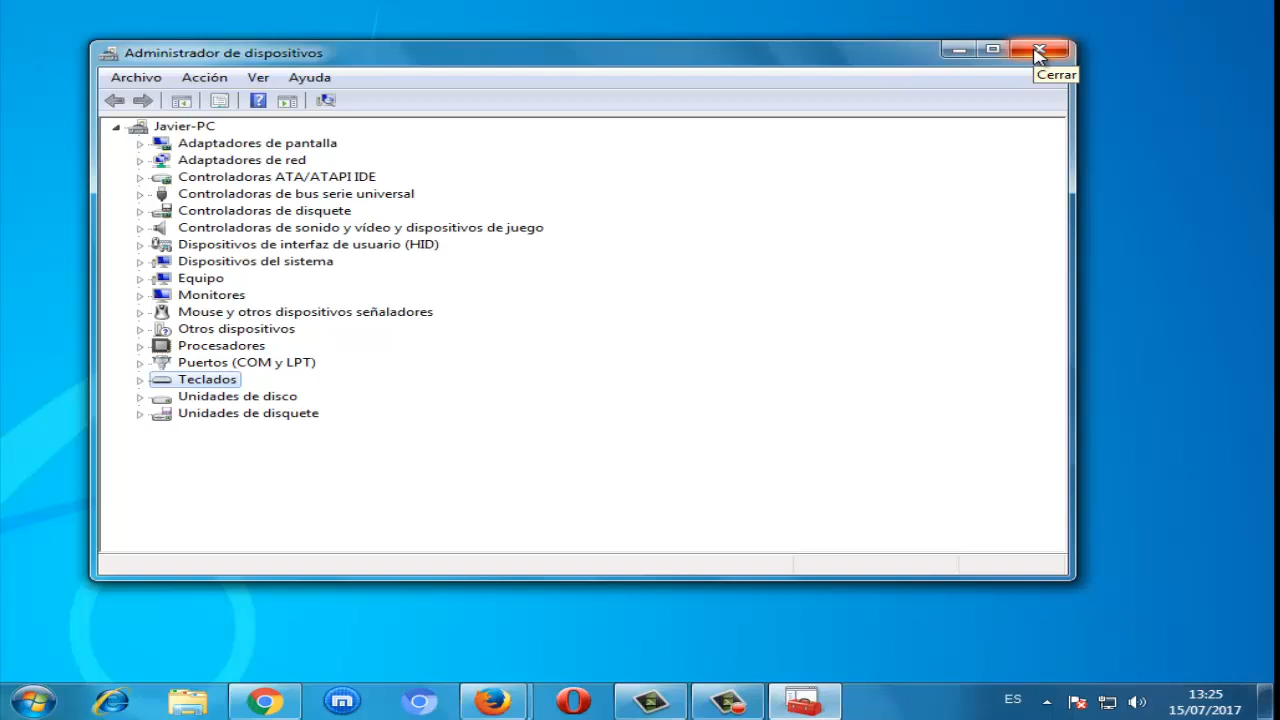 Administrador de dispositivos
Cerrar
Archivo Acción Ver Ayuda
Javier-PC
Adaptadores de pantalla
Adaptadores de red
Controladoras ATA/ATAPI IDE
Controladoras de bus serie universal
Controladoras de disquete
Controladoras de sonido y vídeo y dispositivos de juego
Dispositivos de interfaz de usuario (HID)
Dispositivos del sistema
Equipo
Monitores
Mouse y otros dispositivos señaladores
Otros dispositivos
Procesadores
Puertos (COM y LPT)
Teclados
Unidades de disco
Unidades de disquete
ES
13:25
15/07/2017